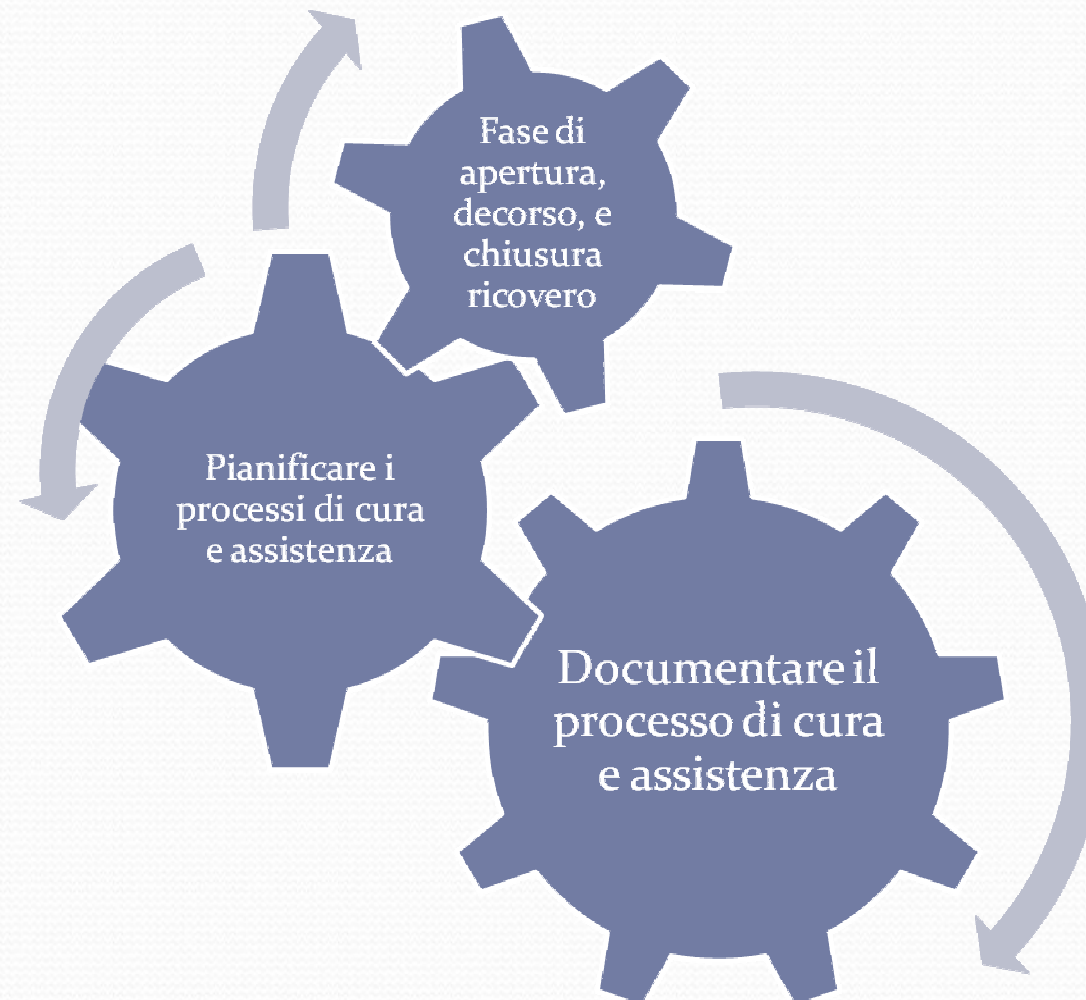 Fase di
apertura,
decorso, e
chiusura
ricovero
Pianificare i
processi di cura
e assistenza
Documentare il
processo di cura
e assistenza